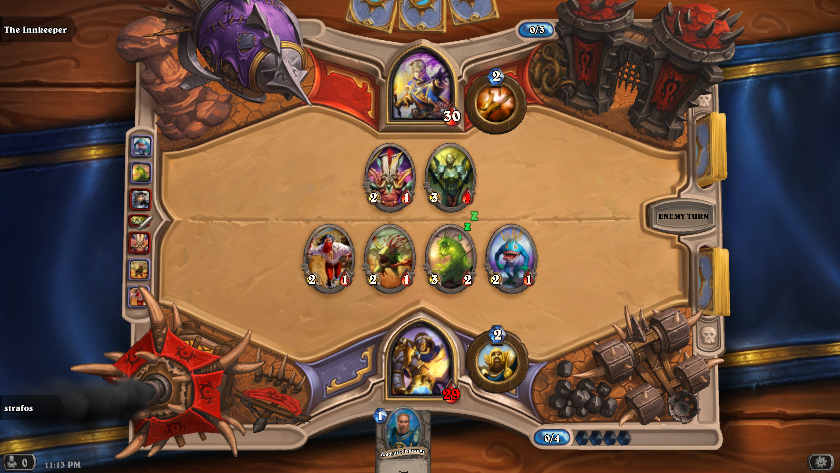 The Innkeeper
0/3
2
30
2 1 3
ENEMY TURN
z
z
2 1 2 1 3 2 2 1
2
29
strafos
1
0/4
0
11:13 PM